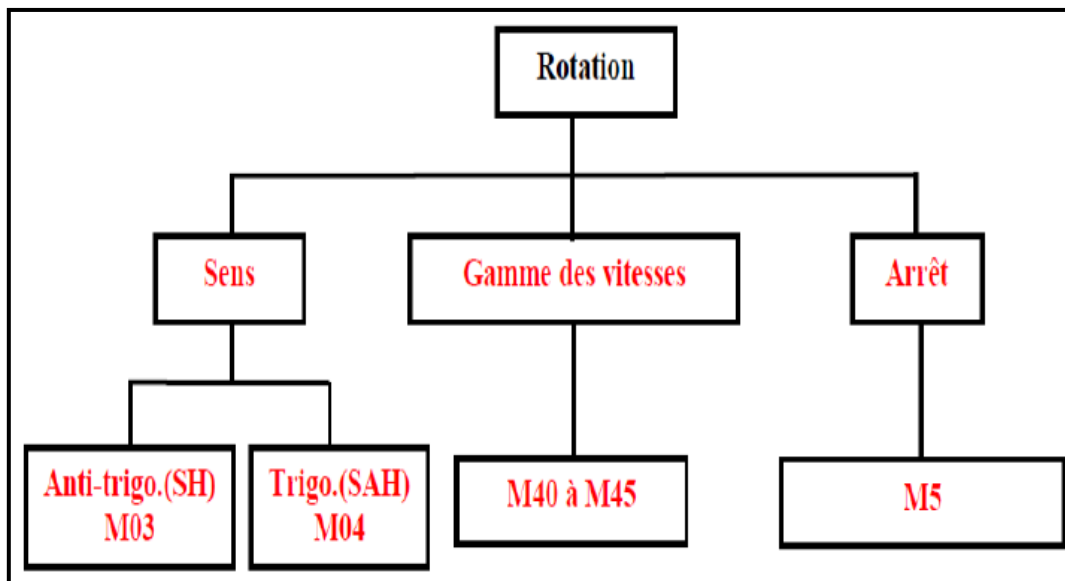 Rotation
Sens
Gamme des vitesses
Arrêt
Anti-trigo.(SH)
M03
Trigo.(SAH)
M04
M40 à M45
M5